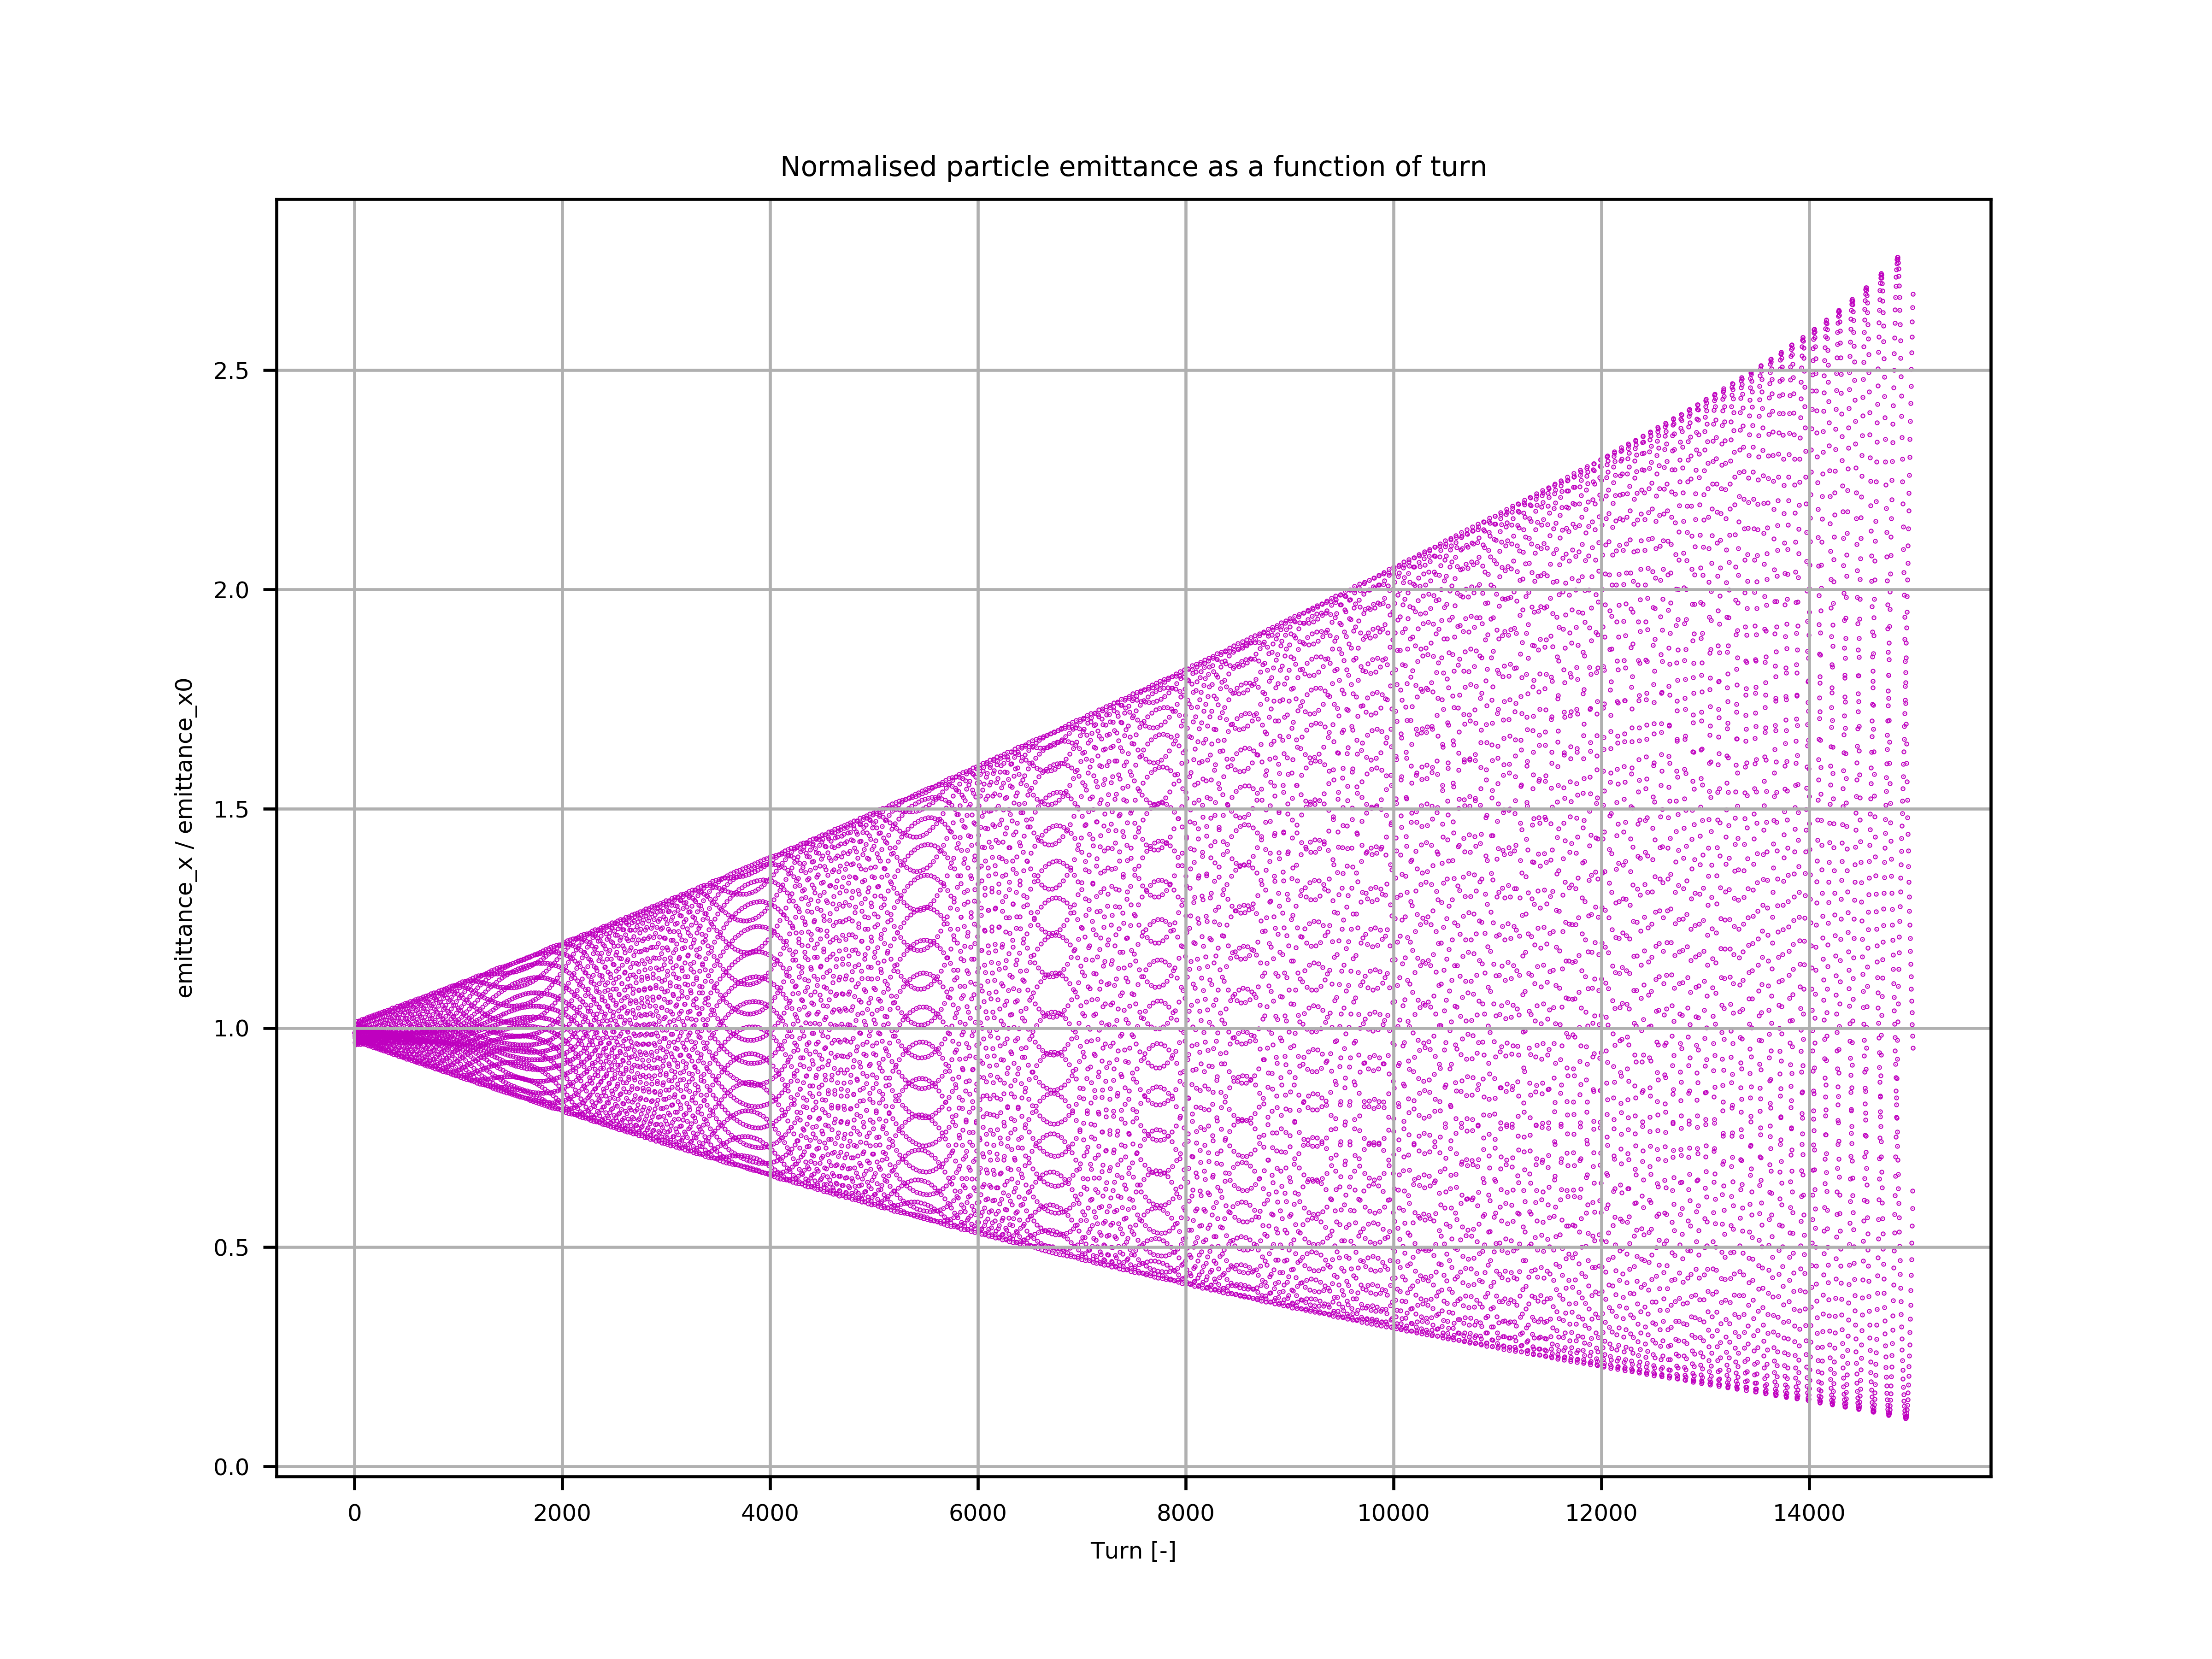 Normalised particle emittance as a function of turn
emittance_x / emittance_x0
2.5
2.0
1.5
1.0
0.5
0.0
0 2000 4000 6000 8000 10000 12000 14000
Turn [-]